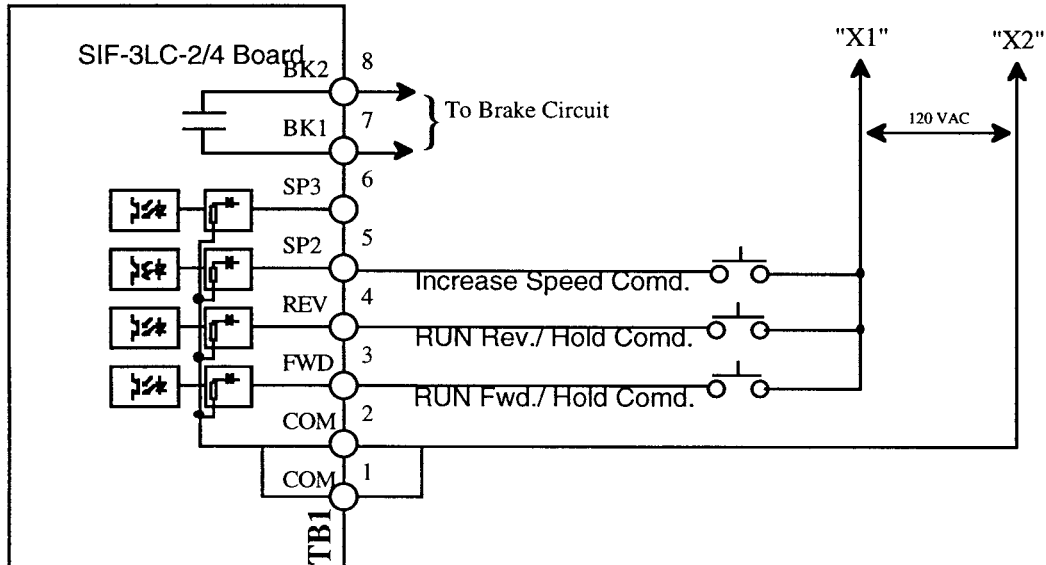 SIF-3LC-2/4 Board
"X1"
"X2"
BK2 8
120 VAC
To Brake Circuit
BK1 7
SP3 6
SP2 5
Increase Speed Comd.
REV 4
RUN Rev./ Hold Comd.
FWD 3
RUN Fwd./ Hold Comd.
COM 2
COM 1
TB1